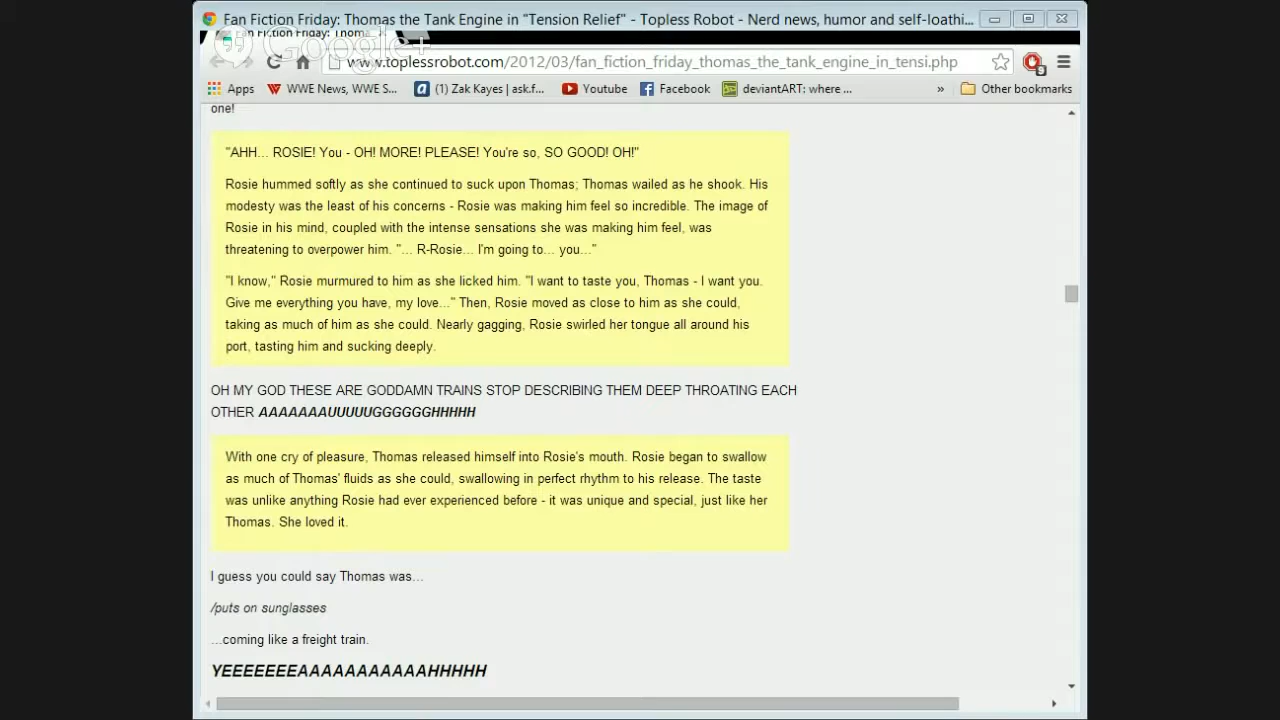 Fan Fiction Friday: Thomas the Tank Engine in "Tension Relief" - Topless Robot - Nerd news, humor and self-loathi...
Fan Fiction Friday: Thoma
Google+
www.toplessrobot.com/2012/03/fan_fiction_friday_thomas_the_tank_engine_in_tensi.php
9
Apps WWE News, WWE S... (1) Zak Kayes | ask.f... Youtube Facebook deviantART: where ... » Other bookmarks
one!
"AHH... ROSIE! You - OH! MORE! PLEASE! You're so, SO GOOD! OH!"
Rosie hummed softly as she continued to suck upon Thomas; Thomas wailed as he shook. His
modesty was the least of his concerns - Rosie was making him feel so incredible. The image of
Rosie in his mind, coupled with the intense sensations she was making him feel, was
threatening to overpower him. "... R-Rosie... I'm going to... you..."
"I know," Rosie murmured to him as she licked him. "I want to taste you, Thomas - I want you.
Give me everything you have, my love..." Then, Rosie moved as close to him as she could,
taking as much of him as she could. Nearly gagging, Rosie swirled her tongue all around his
port, tasting him and sucking deeply.
OH MY GOD THESE ARE GODDAMN TRAINS STOP DESCRIBING THEM DEEP THROATING EACH
OTHER AAAAAAAUUUUUGGGGGGHHHHH
With one cry of pleasure, Thomas released himself into Rosie's mouth. Rosie began to swallow
as much of Thomas' fluids as she could, swallowing in perfect rhythm to his release. The taste
was unlike anything Rosie had ever experienced before - it was unique and special, just like her
Thomas. She loved it.
I guess you could say Thomas was...
/puts on sunglasses
...coming like a freight train.
YEEEEEEEAAAAAAAAAAAHHHHH